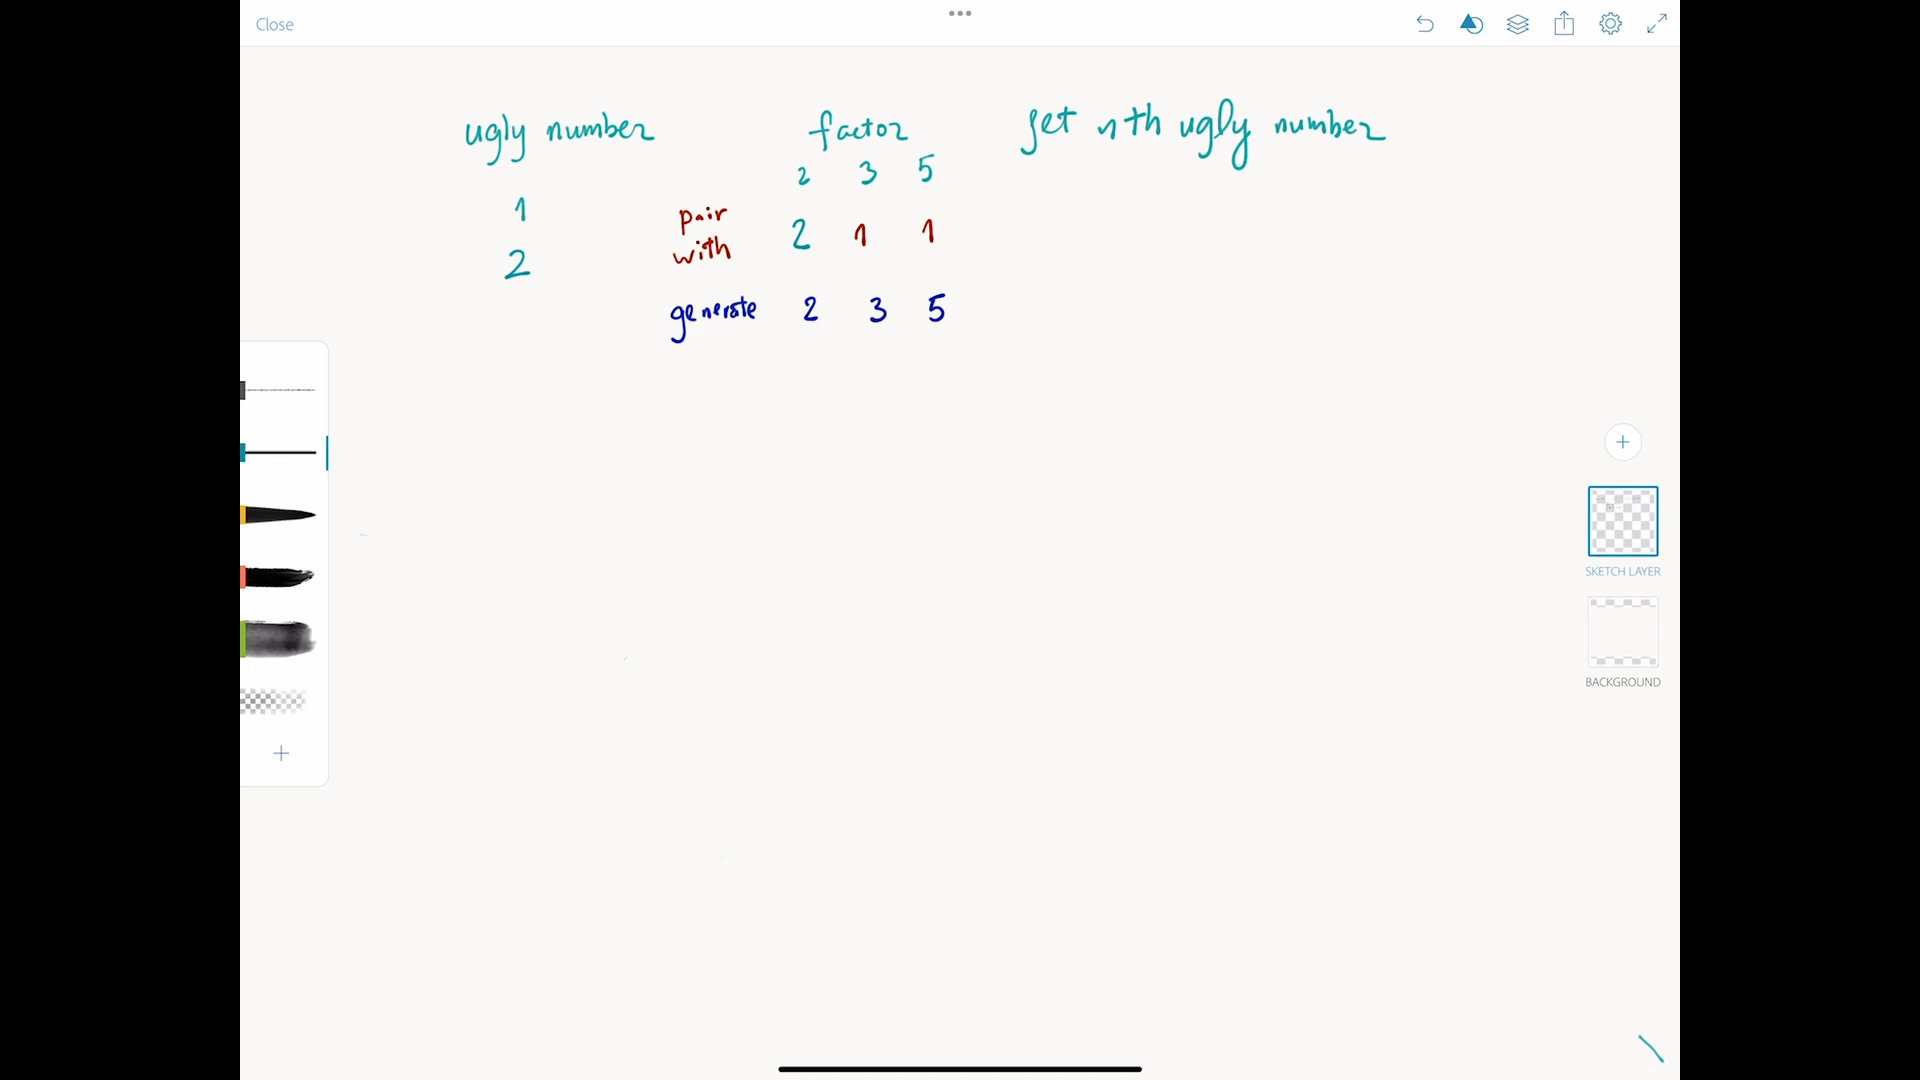 Close
ugly number
factor
get nth ugly number
2 3 5
1
pair
with
2 1 1
2
generate 2 3 5
SKETCH LAYER
BACKGROUND